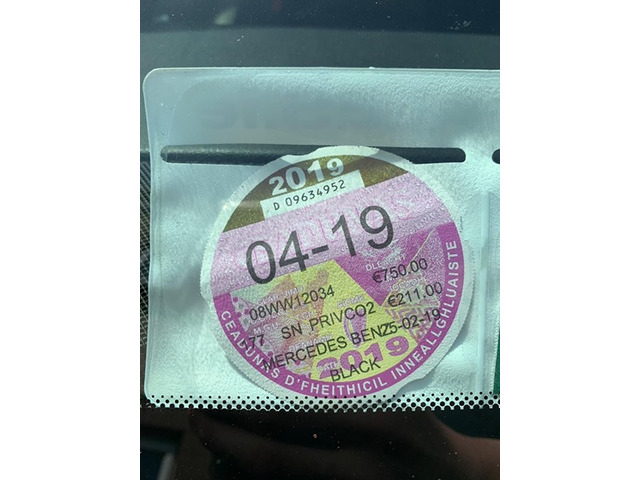 2019
D 09634952
04-19
08WW12034 €750.00
77 SN PRIVCO2 €211.00
MERCEDES BENZ 25-02-19
BLACK
2019
CEADÚNAS D'FHEITHICIL INNEALLGHLUAISTE